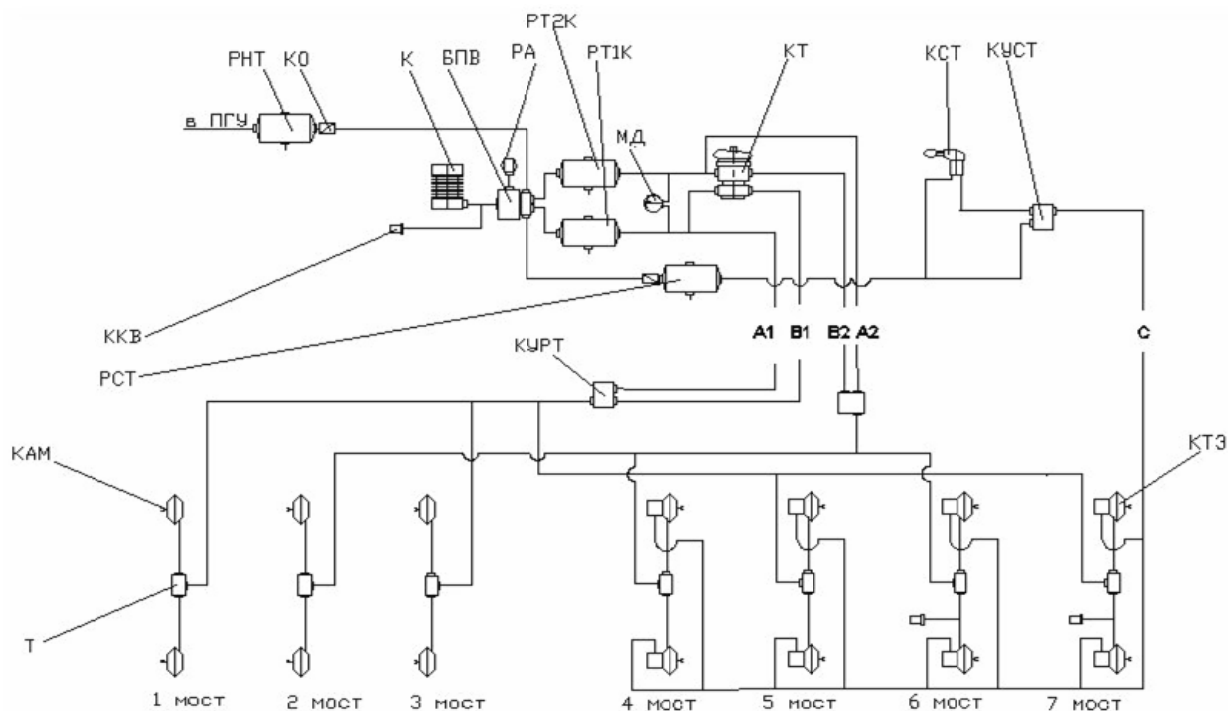 РТ2К
РНТ
КО
К
БПВ
РА
РТ1К
КТ
КСТ
КУСТ
в ПГУ
МД
ККВ
РСТ
А1
В1
В2
А2
С
КУРТ
КАМ
КТЭ
Т
1 мост
2 мост
3 мост
4 мост
5 мост
6 мост
7 мост